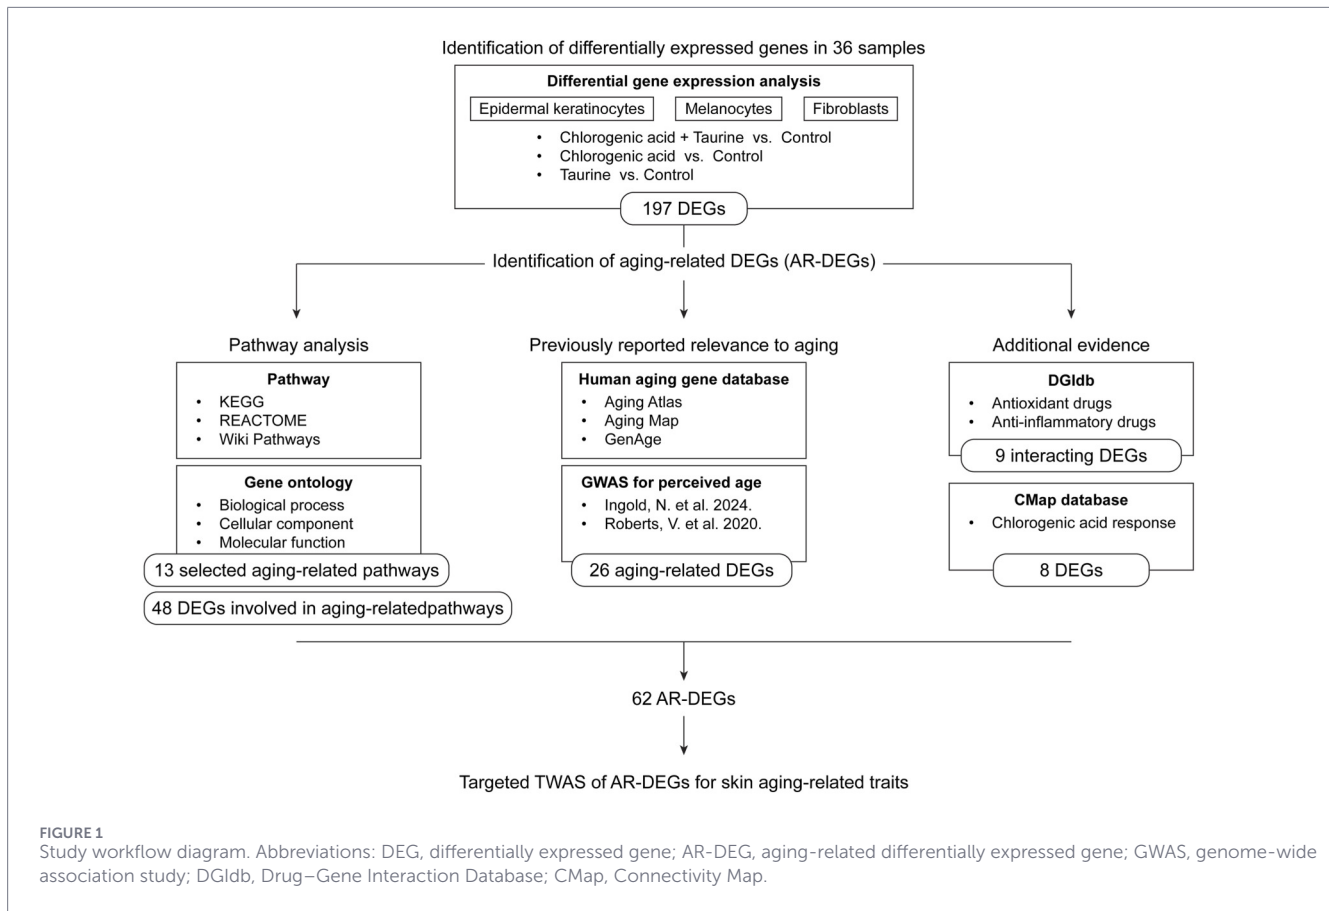 Identification of differentially expressed genes in 36 samples
Differential gene expression analysis
Epidermal keratinocytes
Melanocytes
Fibroblasts
• Chlorogenic acid + Taurine vs. Control
• Chlorogenic acid vs. Control
• Taurine vs. Control
197 DEGs
Identification of aging-related DEGs (AR-DEGs)
Pathway analysis
Pathway
• KEGG
• REACTOME
• Wiki Pathways
Gene ontology
• Biological process
• Cellular component
• Molecular function
13 selected aging-related pathways
48 DEGs involved in aging-relatedpathways
Previously reported relevance to aging
Human aging gene database
• Aging Atlas
• Aging Map
• GenAge
GWAS for perceived age
• Ingold, N. et al. 2024.
• Roberts, V. et al. 2020.
26 aging-related DEGs
Additional evidence
DGIdb
• Antioxidant drugs
• Anti-inflammatory drugs
9 interacting DEGs
CMap database
• Chlorogenic acid response
8 DEGs
62 AR-DEGs
Targeted TWAS of AR-DEGs for skin aging-related traits
FIGURE 1
Study workflow diagram. Abbreviations: DEG, differentially expressed gene; AR-DEG, aging-related differentially expressed gene; GWAS, genome-wide
association study; DGIdb, Drug–Gene Interaction Database; CMap, Connectivity Map.